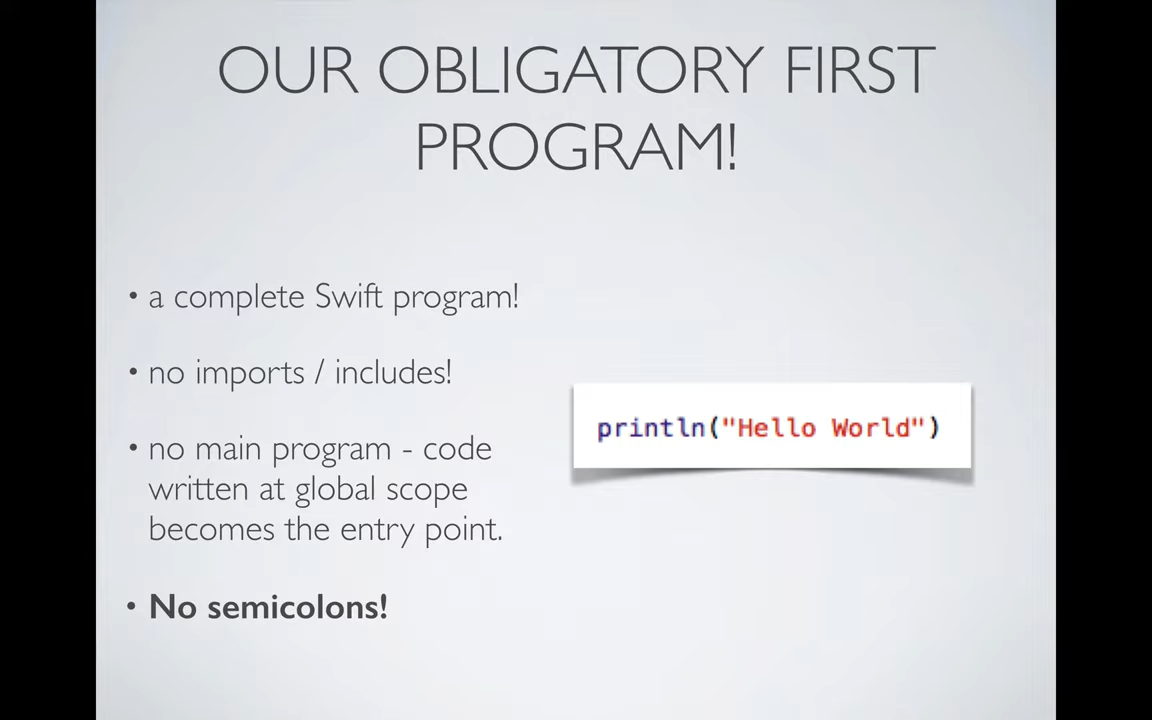 OUR OBLIGATORY FIRST
PROGRAM!
• a complete Swift program!
• no imports / includes!
• no main program - code
written at global scope
becomes the entry point.
• No semicolons!
println("Hello World")